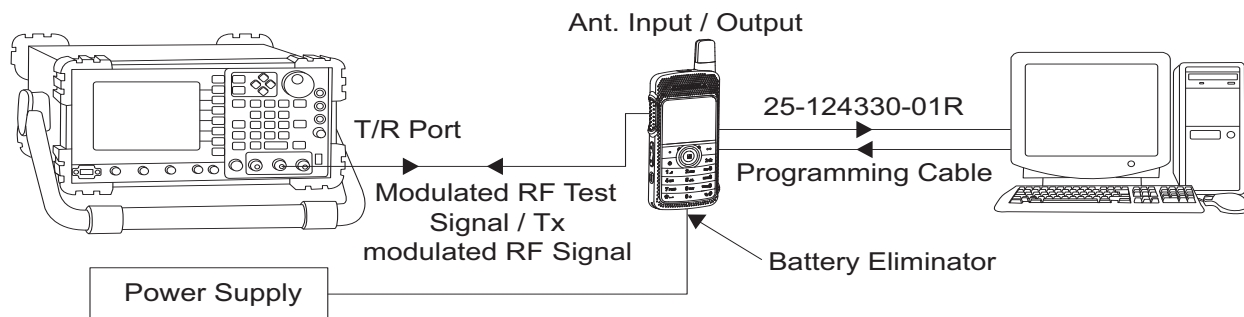 Ant. Input / Output
T/R Port
25-124330-01R
Programming Cable
Modulated RF Test
Signal / Tx
modulated RF Signal
Battery Eliminator
Power Supply